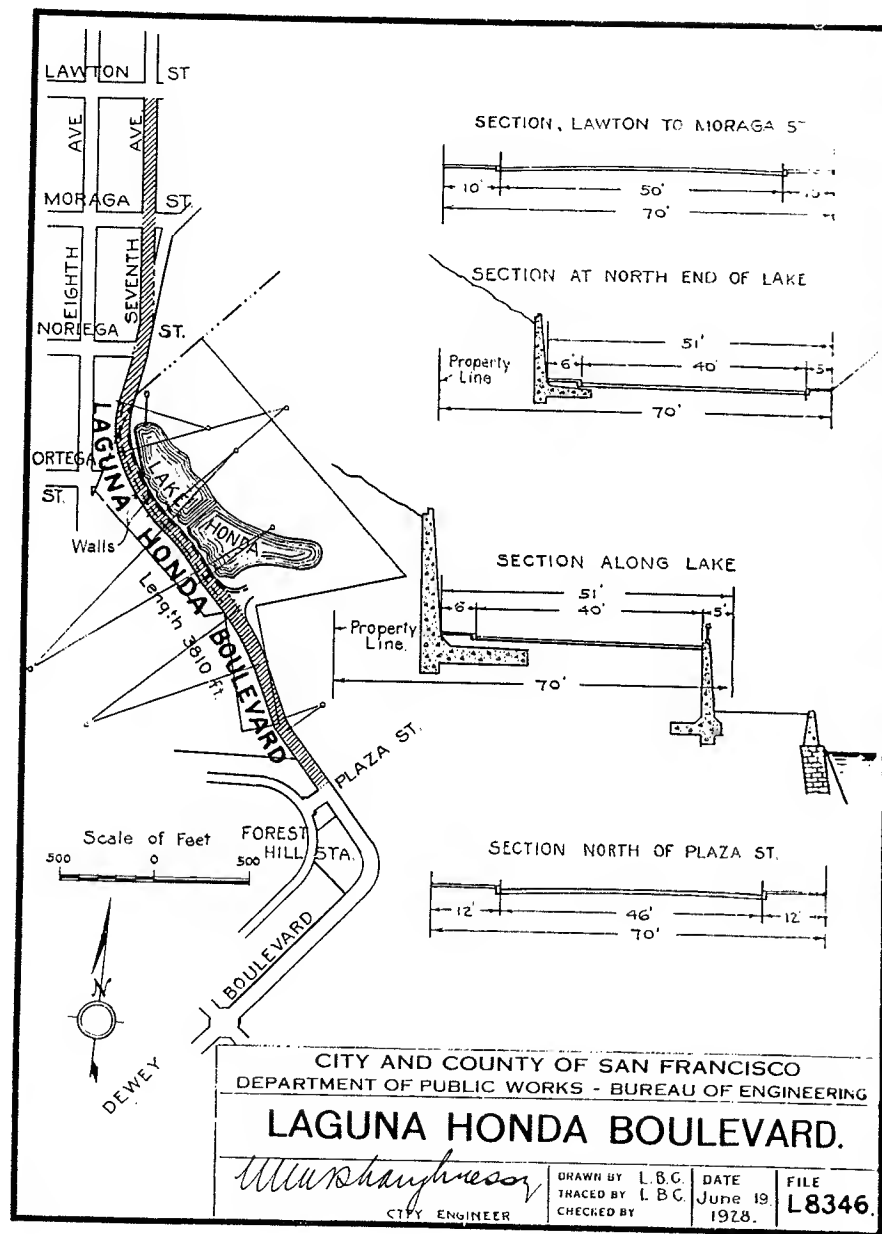 LAWTON ST
AVE.
AVE.
MORAGA ST.
EIGHTH
SEVENTH
NORIEGA ST.
ORTEGA
ST.
LAGUNA HONDA BOULEVARD
Length 3810 ft.
LAKE
HONDA
Walls
PLAZA ST.
FOREST
HILL STA.
Scale of Feet
500 0 500
N
BOULEVARD
DEWEY
SECTION, LAWTON TO MORAGA ST
10' 50'
70'
SECTION AT NORTH END OF LAKE
51'
6' 40' 5'
Property
Line
70'
SECTION ALONG LAKE
51'
6' 40' 5'
Property
Line.
70'
SECTION NORTH OF PLAZA ST.
12' 46' 12'
70'
CITY AND COUNTY OF SAN FRANCISCO
DEPARTMENT OF PUBLIC WORKS - BUREAU OF ENGINEERING
LAGUNA HONDA BOULEVARD.
CITY ENGINEER
DRAWN BY L.B.C.
TRACED BY L.B.C.
CHECKED BY
DATE
June 19
1928.
FILE
L8346.